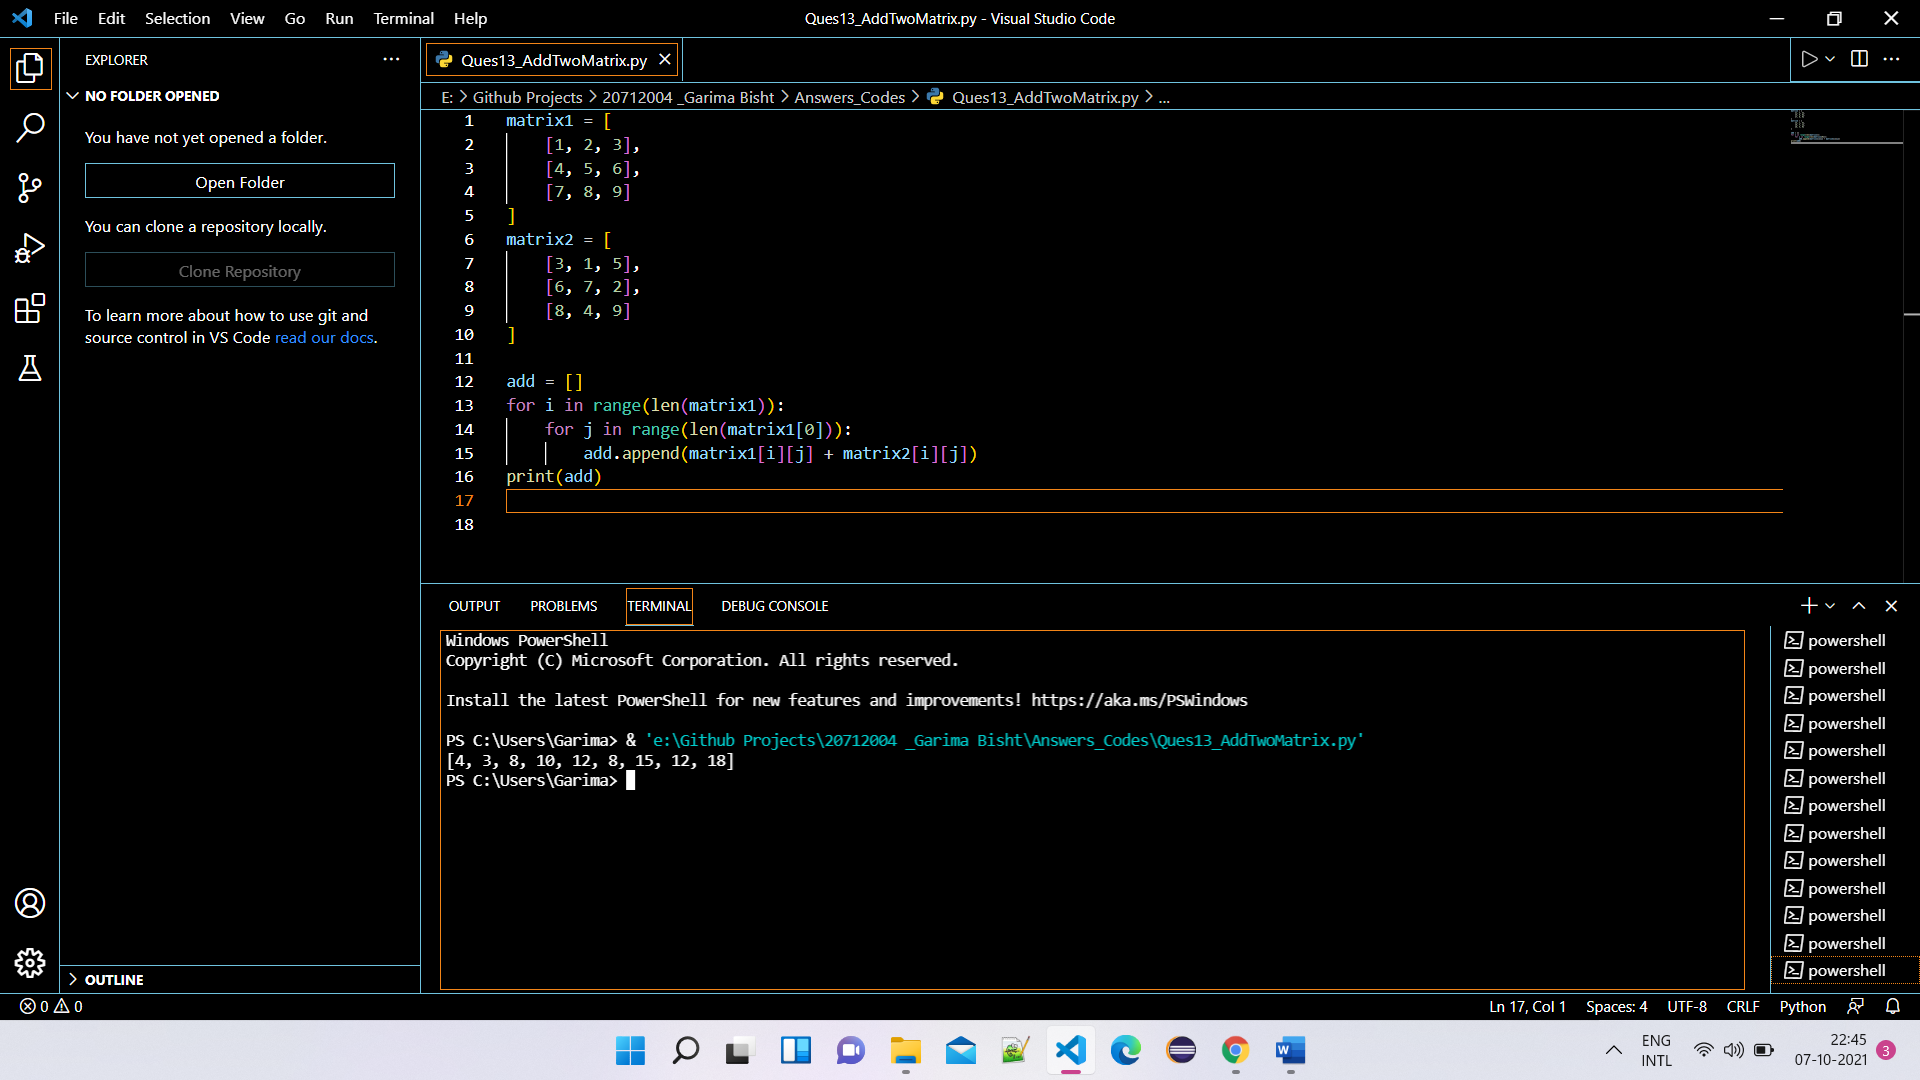 File Edit Selection View Go Run Terminal Help
Ques13_AddTwoMatrix.py - Visual Studio Code
EXPLORER
NO FOLDER OPENED
You have not yet opened a folder.
Open Folder
You can clone a repository locally.
Clone Repository
To learn more about how to use git and
source control in VS Code read our docs.
OUTLINE
Ques13_AddTwoMatrix.py
E: > Github Projects > 20712004 _Garima Bisht > Answers_Codes > Ques13_AddTwoMatrix.py > ...
1 matrix1 = [
2     [1, 2, 3],
3     [4, 5, 6],
4     [7, 8, 9]
5 ]
6 matrix2 = [
7     [3, 1, 5],
8     [6, 7, 2],
9     [8, 4, 9]
10 ]
11
12 add = []
13 for i in range(len(matrix1)):
14     for j in range(len(matrix1[0])):
15         add.append(matrix1[i][j] + matrix2[i][j])
16 print(add)
17
18
OUTPUT PROBLEMS TERMINAL DEBUG CONSOLE
Windows PowerShell
Copyright (C) Microsoft Corporation. All rights reserved.
Install the latest PowerShell for new features and improvements! https://aka.ms/PSWindows
PS C:\Users\Garima> & 'e:\Github Projects\20712004 _Garima Bisht\Answers_Codes\Ques13_AddTwoMatrix.py'
[4, 3, 8, 10, 12, 8, 15, 12, 18]
PS C:\Users\Garima>
powershell
powershell
powershell
powershell
powershell
powershell
powershell
powershell
powershell
powershell
powershell
powershell
powershell
0 0
Ln 17, Col 1 Spaces: 4 UTF-8 CRLF Python
ENG
INTL
22:45
07-10-2021
3